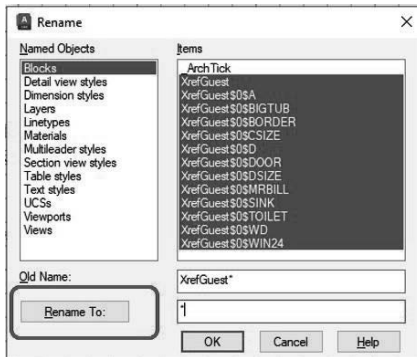 Rename
Named Objects
Blocks
Detail view styles
Dimension styles
Layers
Linetypes
Materials
Multileader styles
Section view styles
Table styles
Text styles
UCSs
Viewports
Views
Items
_ArchTick
XrefGuest
XrefGuest$0$A
XrefGuest$0$BIGTUB
XrefGuest$0$BORDER
XrefGuest$0$CSIZE
XrefGuest$0$D
XrefGuest$0$DOOR
XrefGuest$0$DSIZE
XrefGuest$0$MRBILL
XrefGuest$0$SINK
XrefGuest$0$TOILET
XrefGuest$0$WD
XrefGuest$0$WIN24
Old Name:
XrefGuest*
Rename To:
*
OK
Cancel
Help